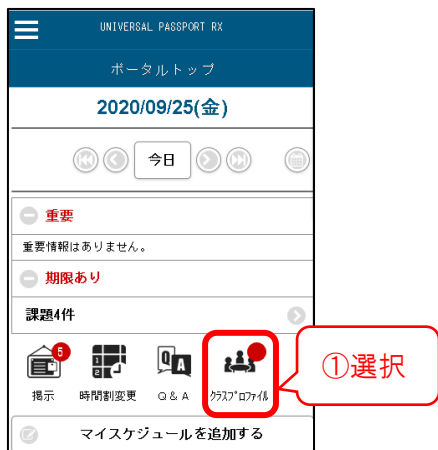 UNIVERSAL PASSPORT RX
ポータルトップ
2020/09/25(金)
今日
重要
重要情報はありません。
期限あり
課題4件
5
掲示
時間割変更
Q & A
クラスプロファイル
①選択
マイスケジュールを追加する